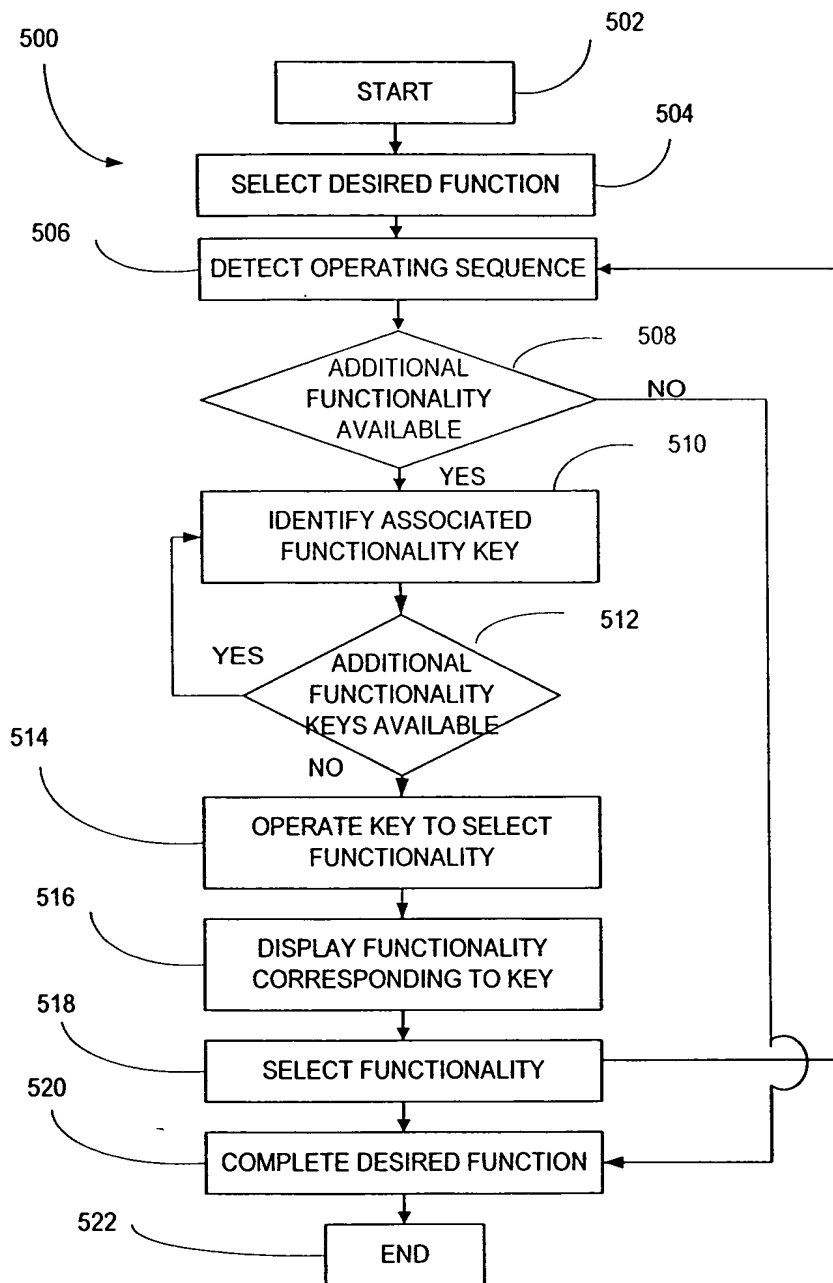 502
500
START
504
SELECT DESIRED FUNCTION
506
DETECT OPERATING SEQUENCE
508
ADDITIONAL
FUNCTIONALITY
AVAILABLE
NO
YES
510
IDENTIFY ASSOCIATED
FUNCTIONALITY KEY
512
YES
ADDITIONAL
FUNCTIONALITY
KEYS AVAILABLE
514
NO
OPERATE KEY TO SELECT
FUNCTIONALITY
516
DISPLAY FUNCTIONALITY
CORRESPONDING TO KEY
518
SELECT FUNCTIONALITY
520
COMPLETE DESIRED FUNCTION
522
END